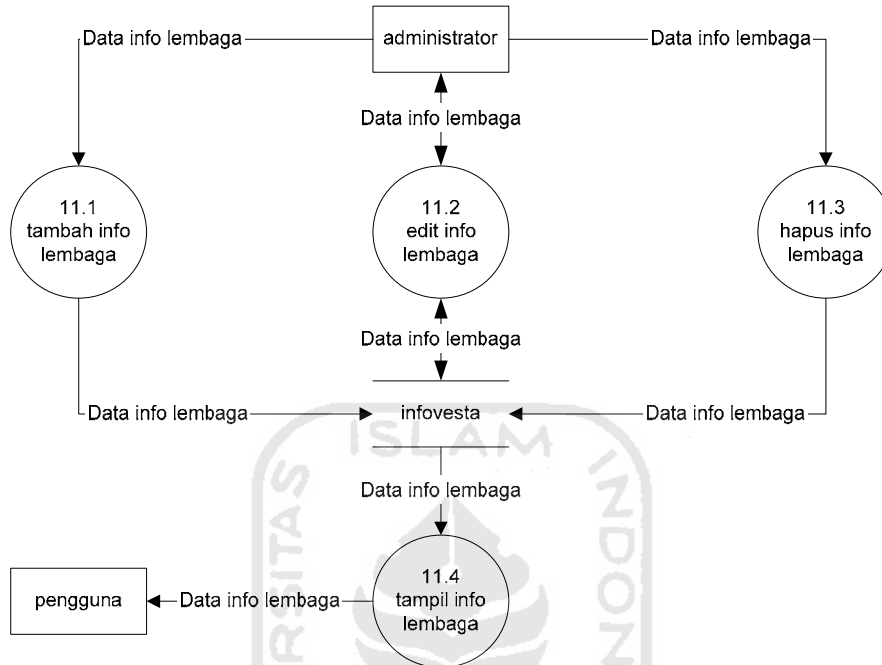 Data info lembaga
administrator
Data info lembaga
Data info lembaga
11.1
tambah info
lembaga
11.2
edit info
lembaga
11.3
hapus info
lembaga
Data info lembaga
Data info lembaga
infovesta
Data info lembaga
ISLAM
Data info lembaga
11.4
tampil info
lembaga
pengguna
Data info lembaga